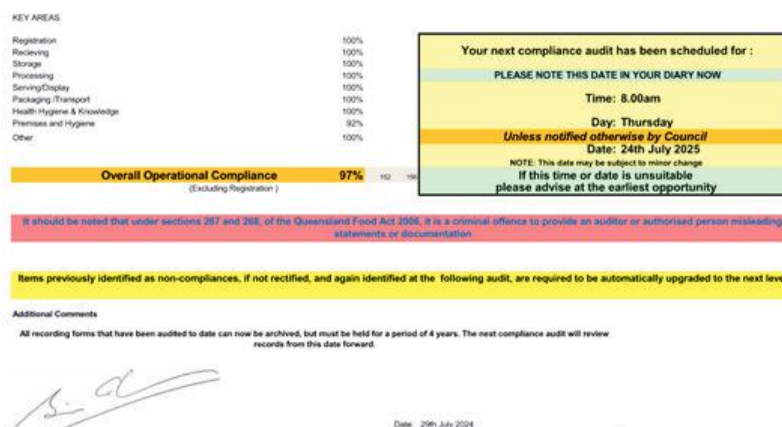 KEY AREAS
Registration 100%
Recieving 100%
Storage 100%
Processing 100%
Serving/Display 100%
Packaging /Transport 100%
Health Hygiene & Knowledge 100%
Premises and Hygiene 92%
Other 100%
Overall Operational Compliance 97% 152
(Excluding Registration )
Your next compliance audit has been scheduled for :
PLEASE NOTE THIS DATE IN YOUR DIARY NOW
Time: 8.00am
Day: Thursday
Unless notified otherwise by Council
Date: 24th July 2025
NOTE: This date may be subject to minor change
If this time or date is unsuitable
please advise at the earliest opportunity
It should be noted that under sections 267 and 268, of the Queensland Food Act 2006, it is a criminal offence to provide an auditor or authorised person misleading
statements or documentation
Items previously identified as non-compliances, if not rectified, and again identified at the following audit, are required to be automatically upgraded to the next
Additional Comments
All recording forms that have been audited to date can now be archived, but must be held for a period of 4 years. The next compliance audit will review
records from this date forward.
Date: 29th July 2024